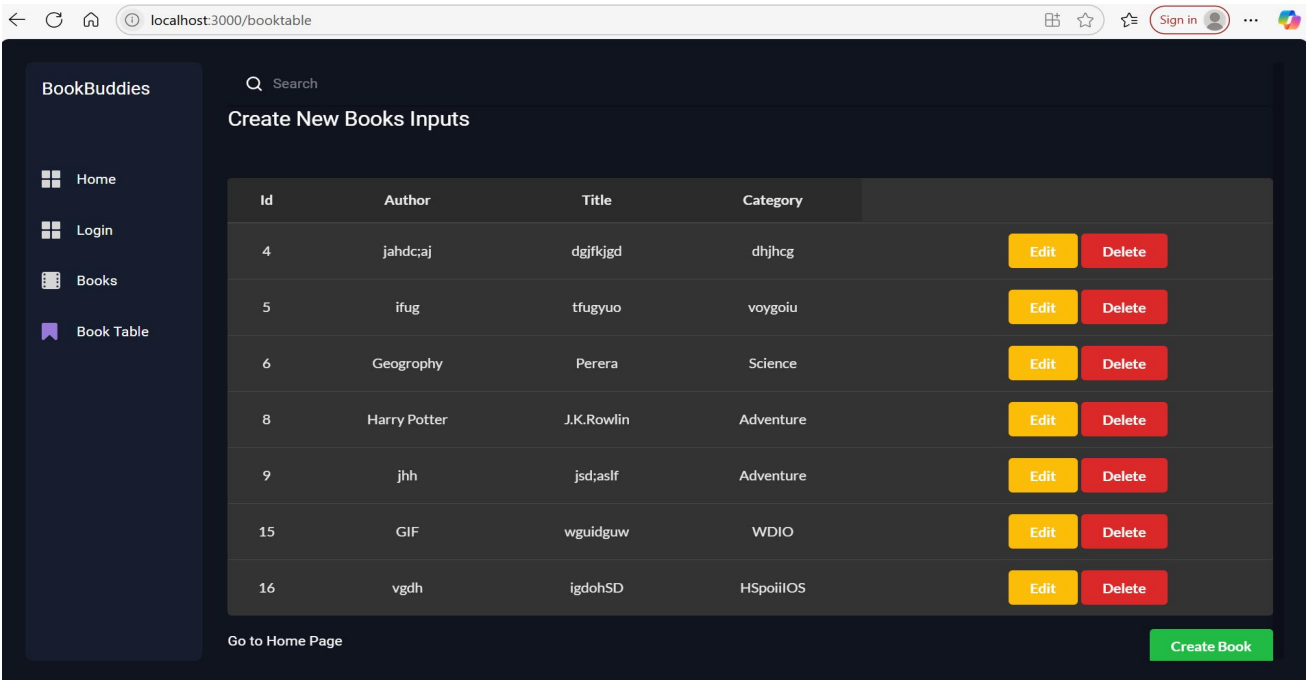 localhost:3000/booktable
Sign in
BookBuddies
Search
Create New Books Inputs
Home
Login
Books
Book Table
Id Author Title Category
4 jahdc;aj dgjfkjgd dhjhcg Edit Delete
5 ifug tfugyuo voygoiu Edit Delete
6 Geogrophy Perera Science Edit Delete
8 Harry Potter J.K.Rowlin Adventure Edit Delete
9 jhh jsd;aslf Adventure Edit Delete
15 GIF wguidguw WDIO Edit Delete
16 vgdh igdohSD HSpoiiIOS Edit Delete
Go to Home Page
Create Book